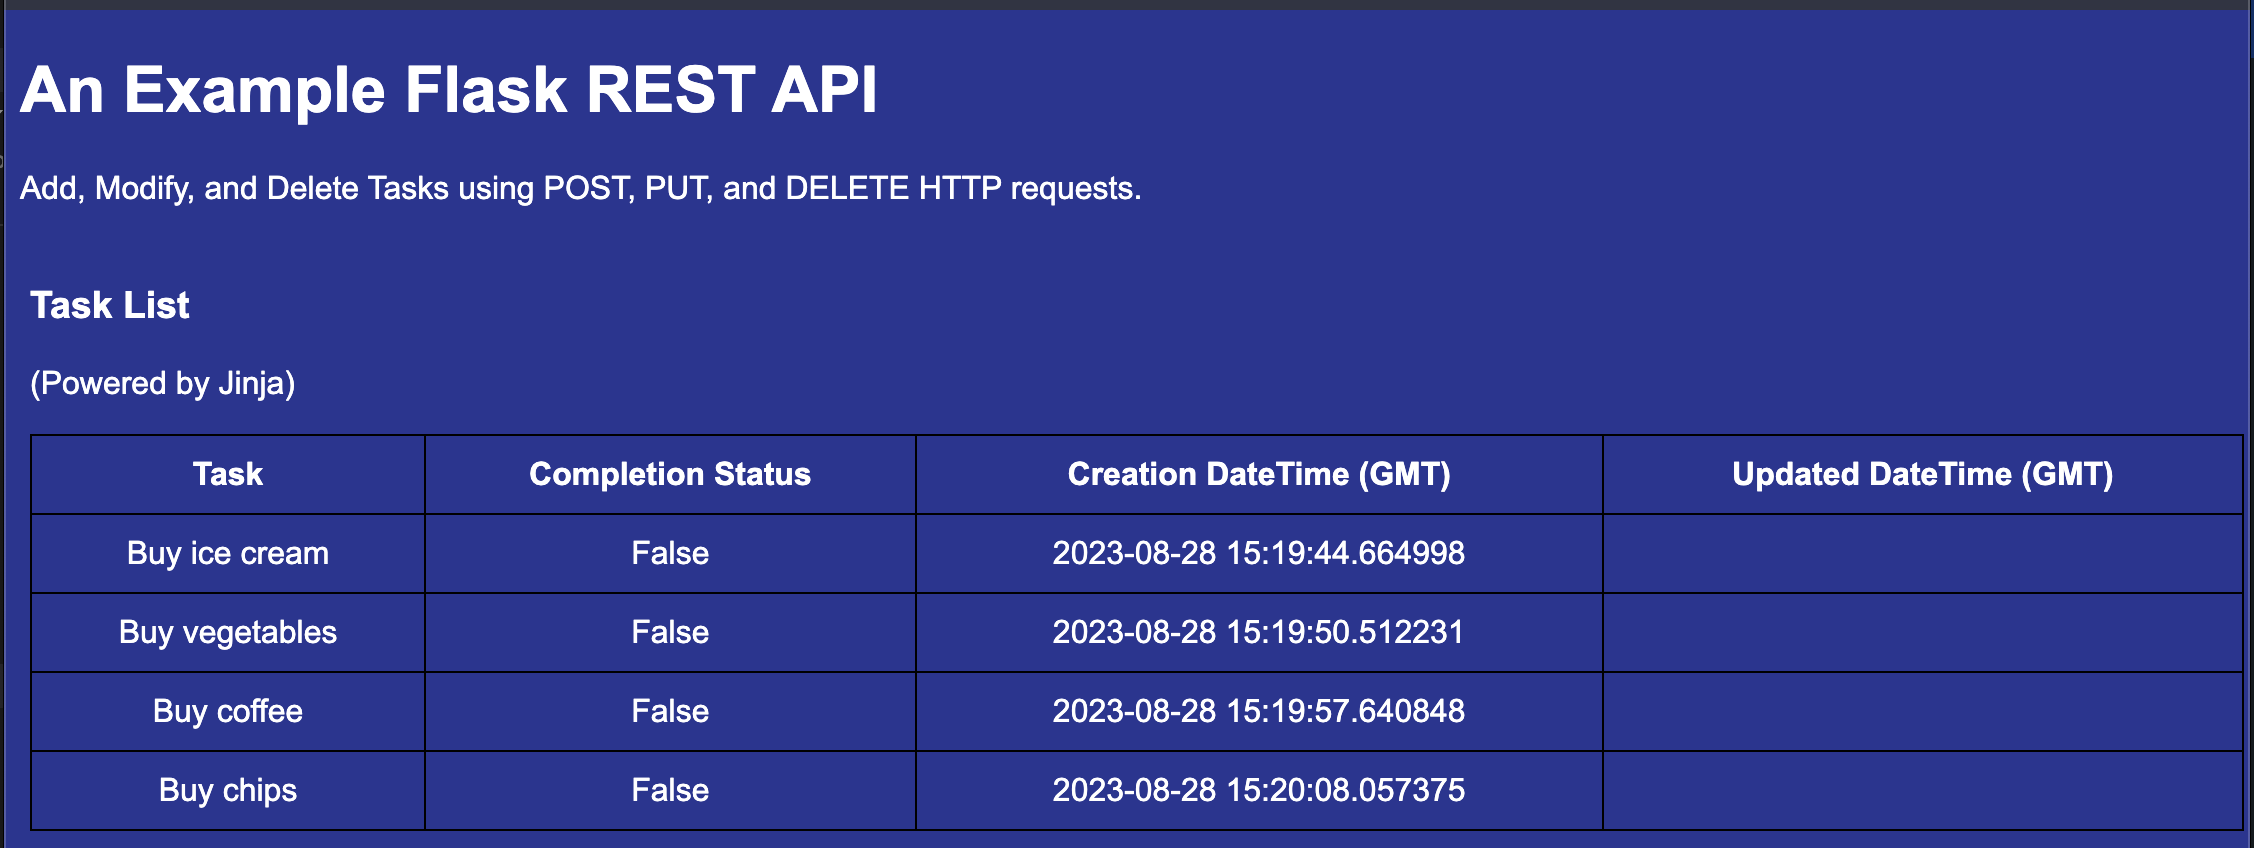 An Example Flask REST API
Add, Modify, and Delete Tasks using POST, PUT, and DELETE HTTP requests.
Task List
(Powered by Jinja)
Task Completion Status Creation DateTime (GMT) Updated DateTime (GMT)
Buy ice cream False 2023-08-28 15:19:44.664998
Buy vegetables False 2023-08-28 15:19:50.512231
Buy coffee False 2023-08-28 15:19:57.640848
Buy chips False 2023-08-28 15:20:08.057375